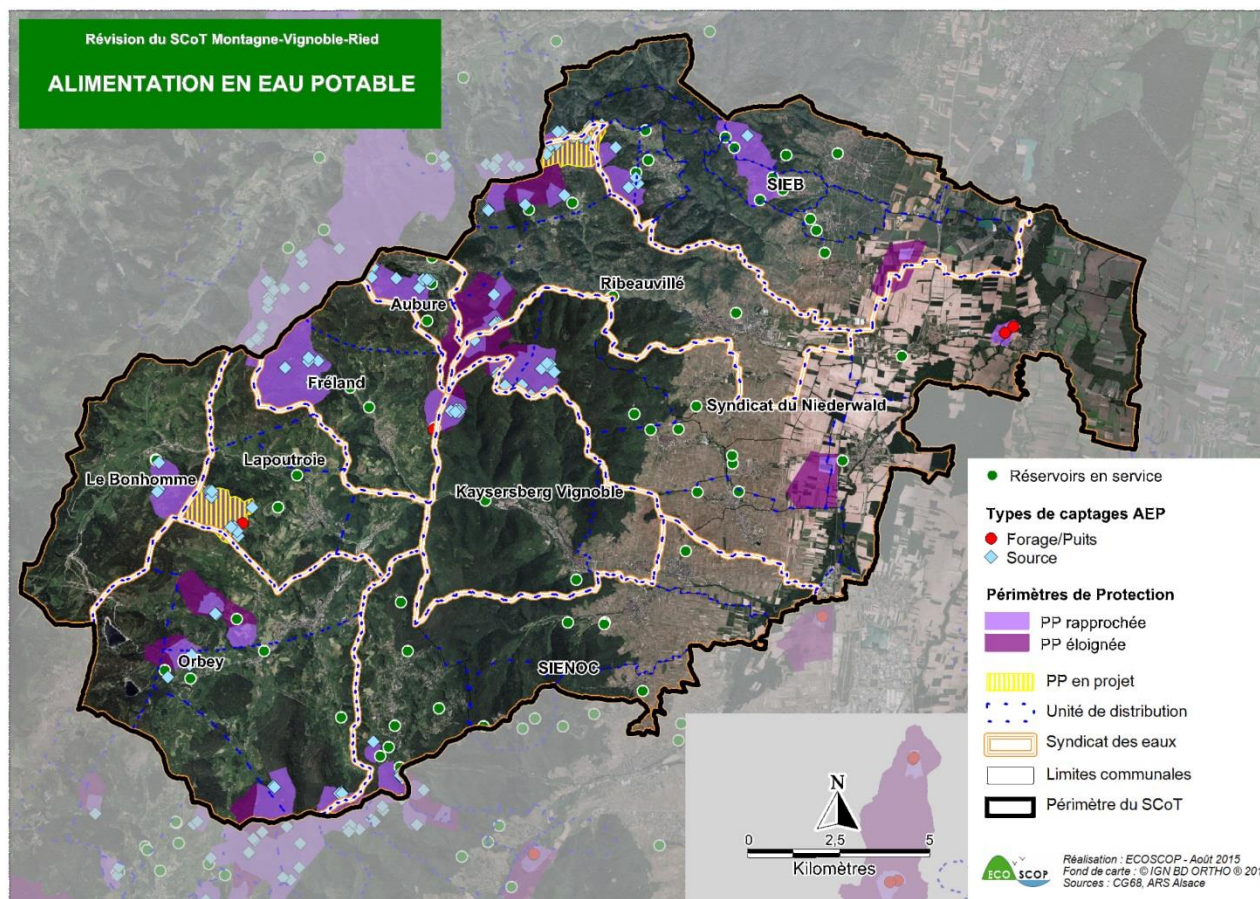 Révision du SCoT Montagne-Vignoble-Ried
ALIMENTATION EN EAU POTABLE
SIEB
Ribeauvillé
Aubure
Fréland
Syndicat du Niederwald
Lapoutroie
Le Bonhomme
Kaysersberg Vignoble
Orbey
SIENOC
Réservoirs en service
Types de captages AEP
Forage/Puits
Source
Périmètres de Protection
PP rapprochée
PP éloignée
PP en projet
Unité de distribution
Syndicat des eaux
Limites communales
Périmètre du SCoT
N
0 2,5 5
Kilomètres
ECO SCOP
Réalisation : ECOSCOP - Août 2015
Fond de carte : © IGN BD ORTHO ® 201
Sources : CG68, ARS Alsace